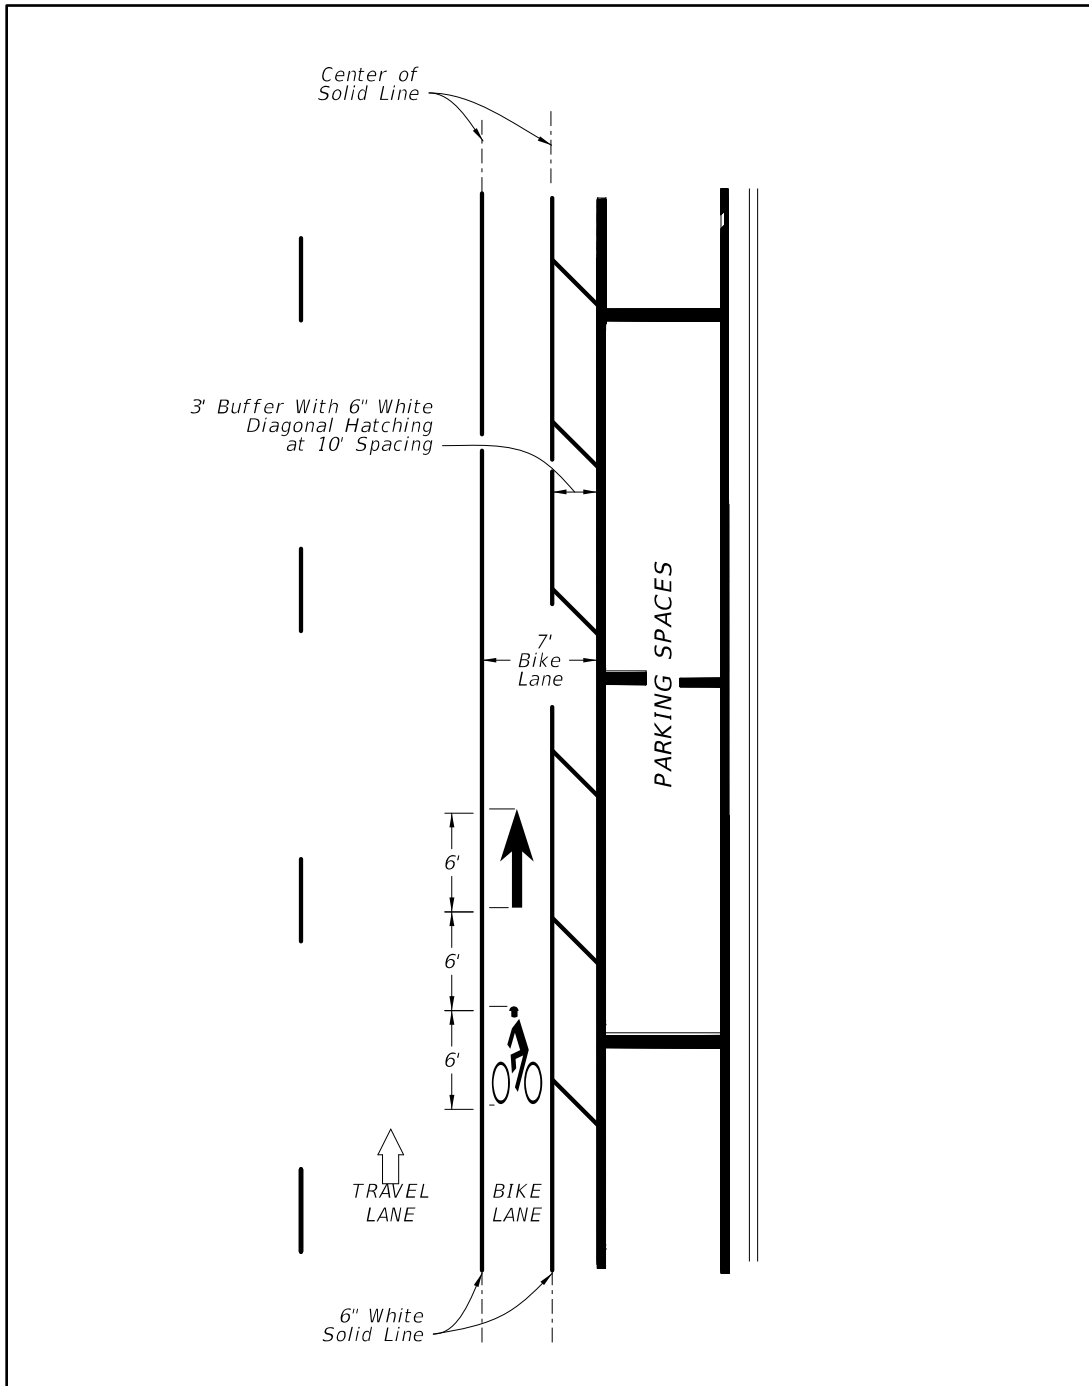 Center of
Solid Line
3' Buffer With 6" White
Diagonal Hatching
at 10' Spacing
PARKING SPACES
7'
Bike
Lane
6'
6'
6'
TRAVEL
LANE
BIKE
LANE
6" White
Solid Line